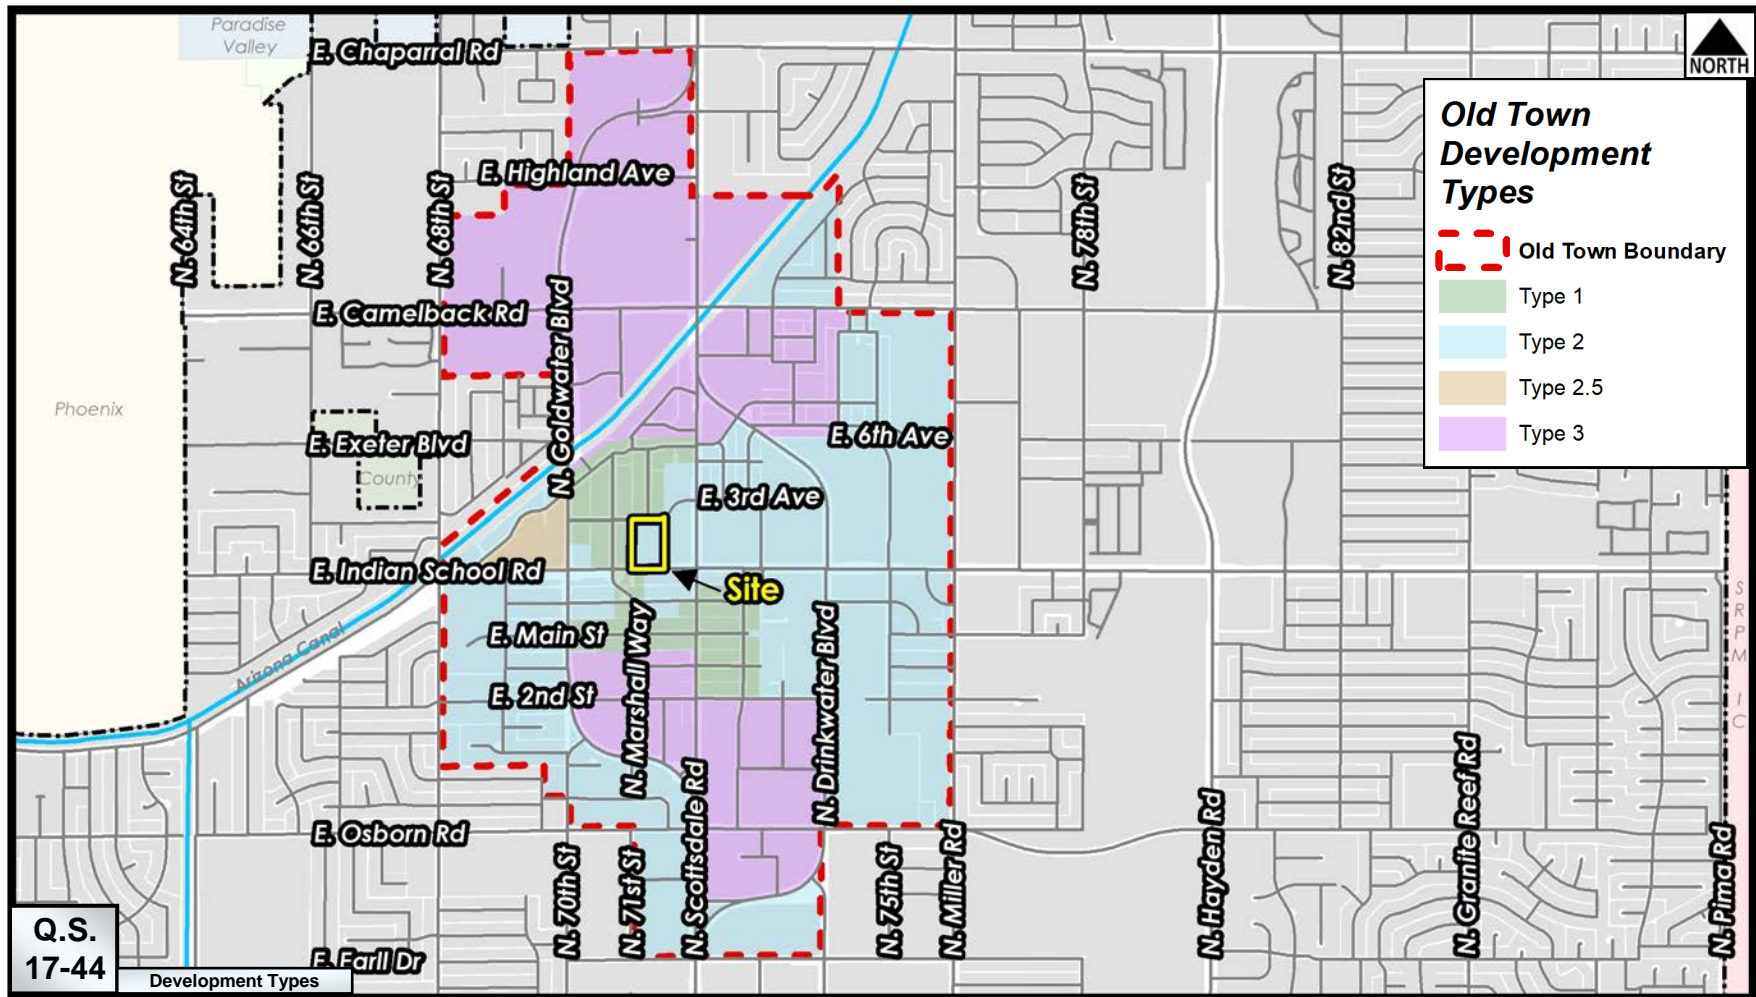 Paradise
Valley
E. Chaparral Rd
NORTH
Old Town
Development
Types
Old Town Boundary
Type 1
Type 2
Type 2.5
Type 3
E. Highland Ave
N. 64th St
N. 66th St
N. 68th St
N. 78th St
N. 82nd St
E. Camelback Rd
N. Goldwater Blvd
Phoenix
E. Exeter Blvd
County
E. 6th Ave
E. 3rd Ave
E. Indian School Rd
Site
Arizona Canal
E. Main St
E. 2nd St
N. Marshall Way
N. Drinkwater Blvd
SRPMIC
E. Osborn Rd
N. 70th St
N. 71st St
N. Scottsdale Rd
N. 75th St
N. Miller Rd
N. Hayden Rd
N. Granite Reef Rd
N. Pima Rd
E. Earll Dr
Q.S.
17-44
Development Types